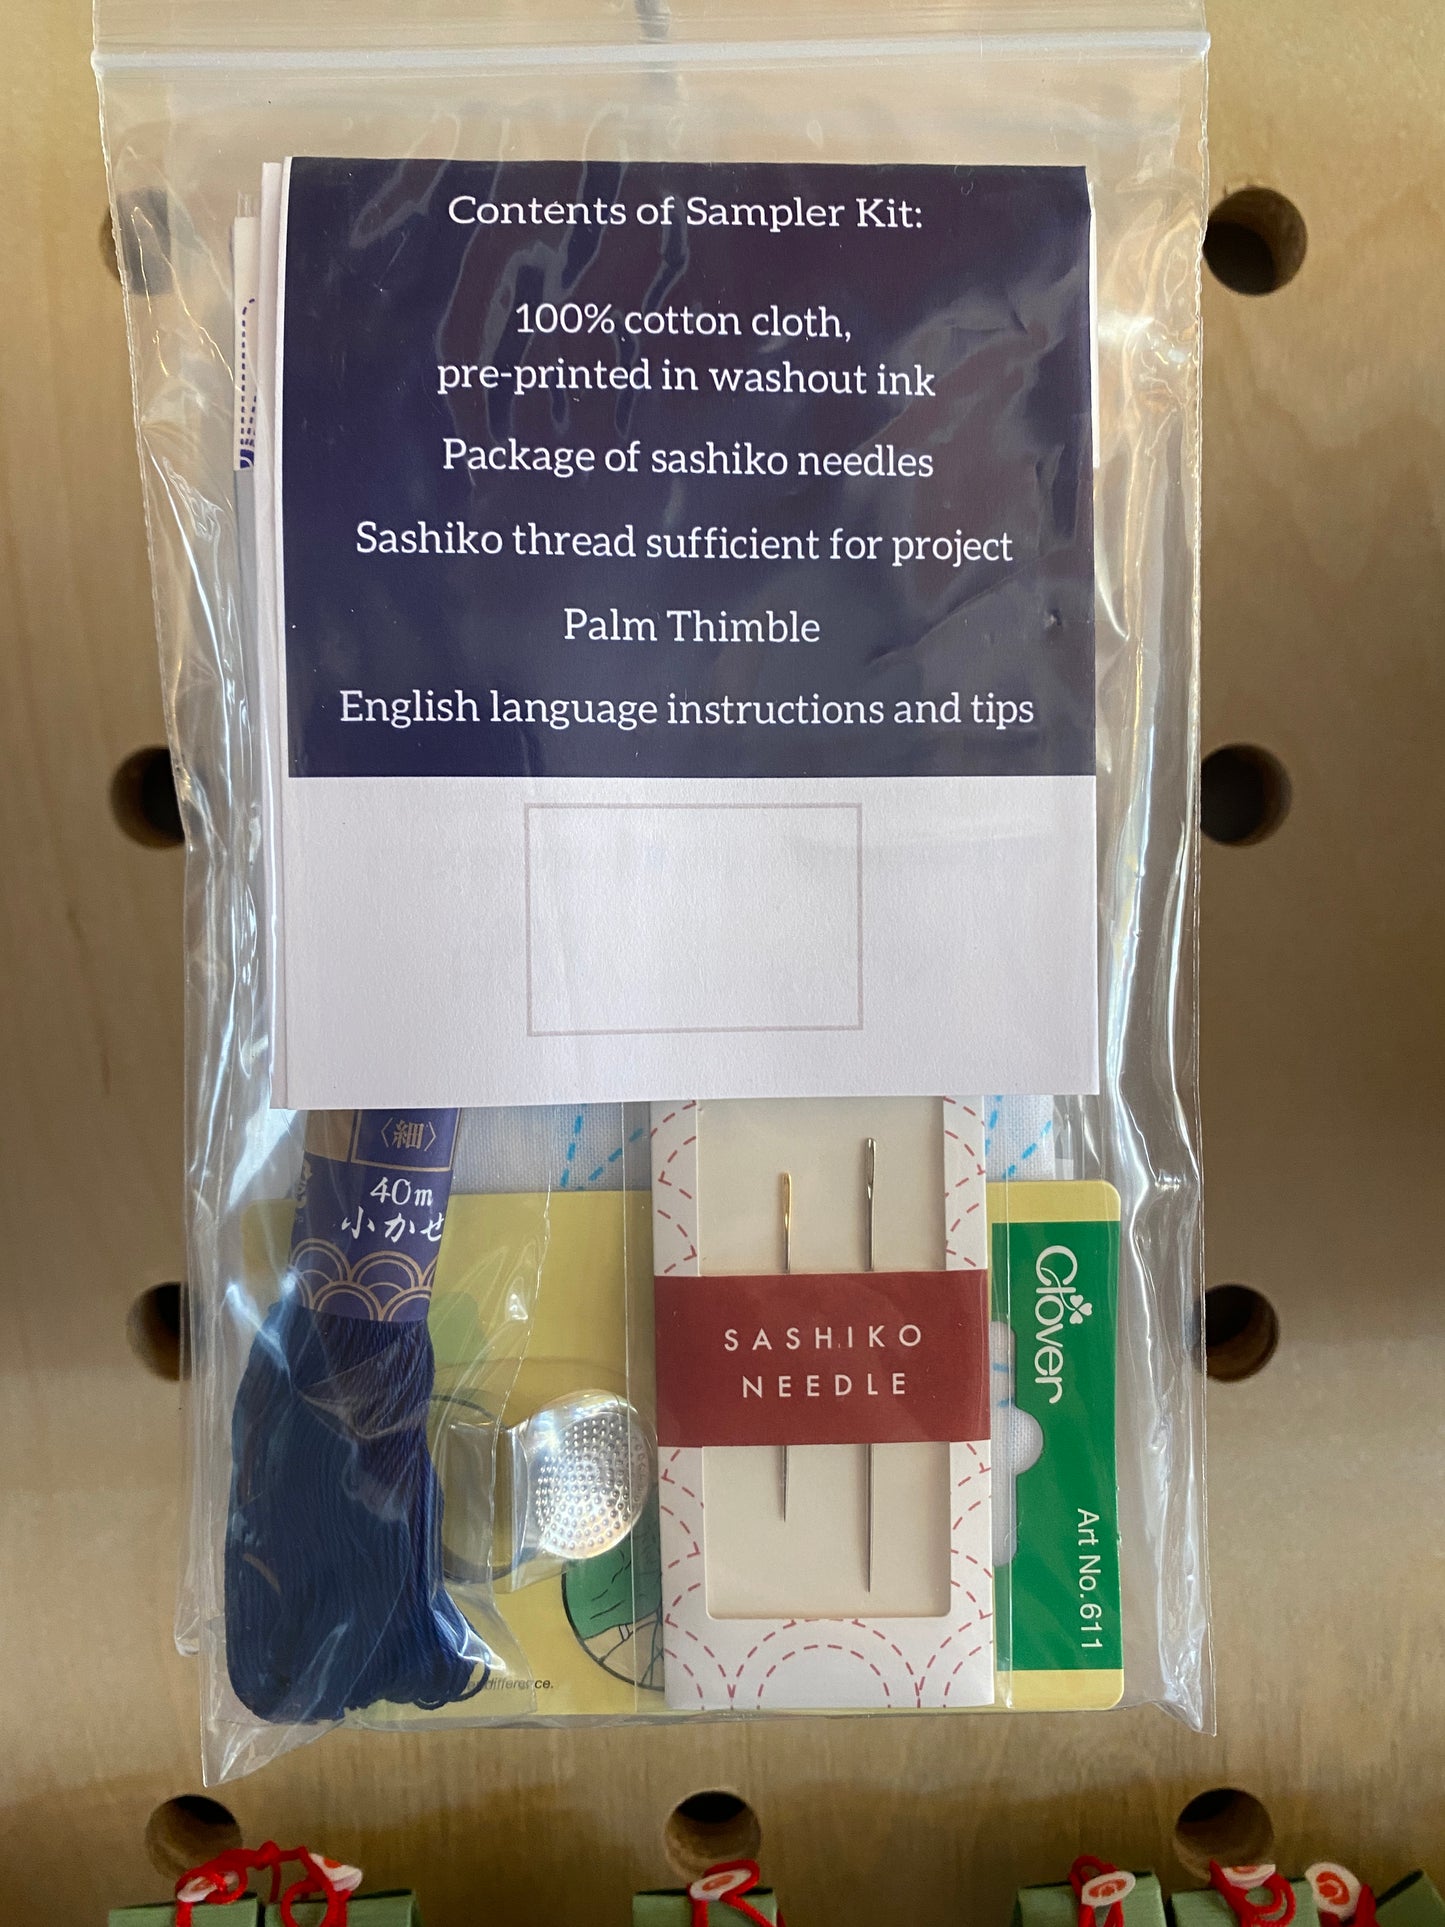 Contents of Sampler Kit:
100% cotton cloth,
pre-printed in washout ink
Package of sashiko needles
Sashiko thread sufficient for project
Palm Thimble
English language instructions and tips
〈細〉
40m
小かせ
SASHIKO
NEEDLE
Clover
Art No. 611
difference.